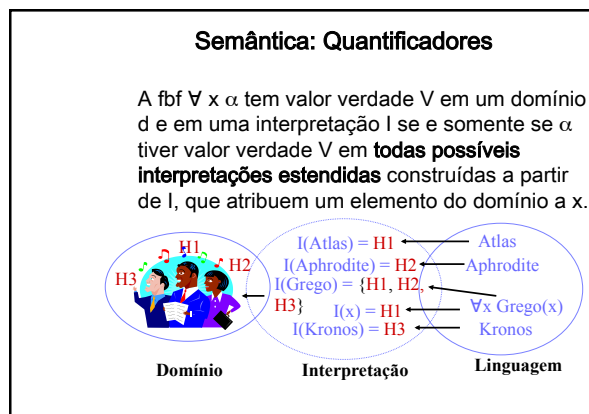 Semântica: Quantificadores
A fbf ∀ x α tem valor verdade V em um domínio
d e em uma interpretação I se e somente se α
tiver valor verdade V em todas possíveis
interpretações estendidas construídas a partir
de I, que atribuem um elemento do domínio a x.
H1
H2
H3
I(Atlas) = H1
I(Aphrodite) = H2
I(Grego) = {H1, H2,
H3}
I(x) = H1
I(Kronos) = H3
Atlas
Aphrodite
∀x Grego(x)
Kronos
Domínio
Interpretação
Linguagem